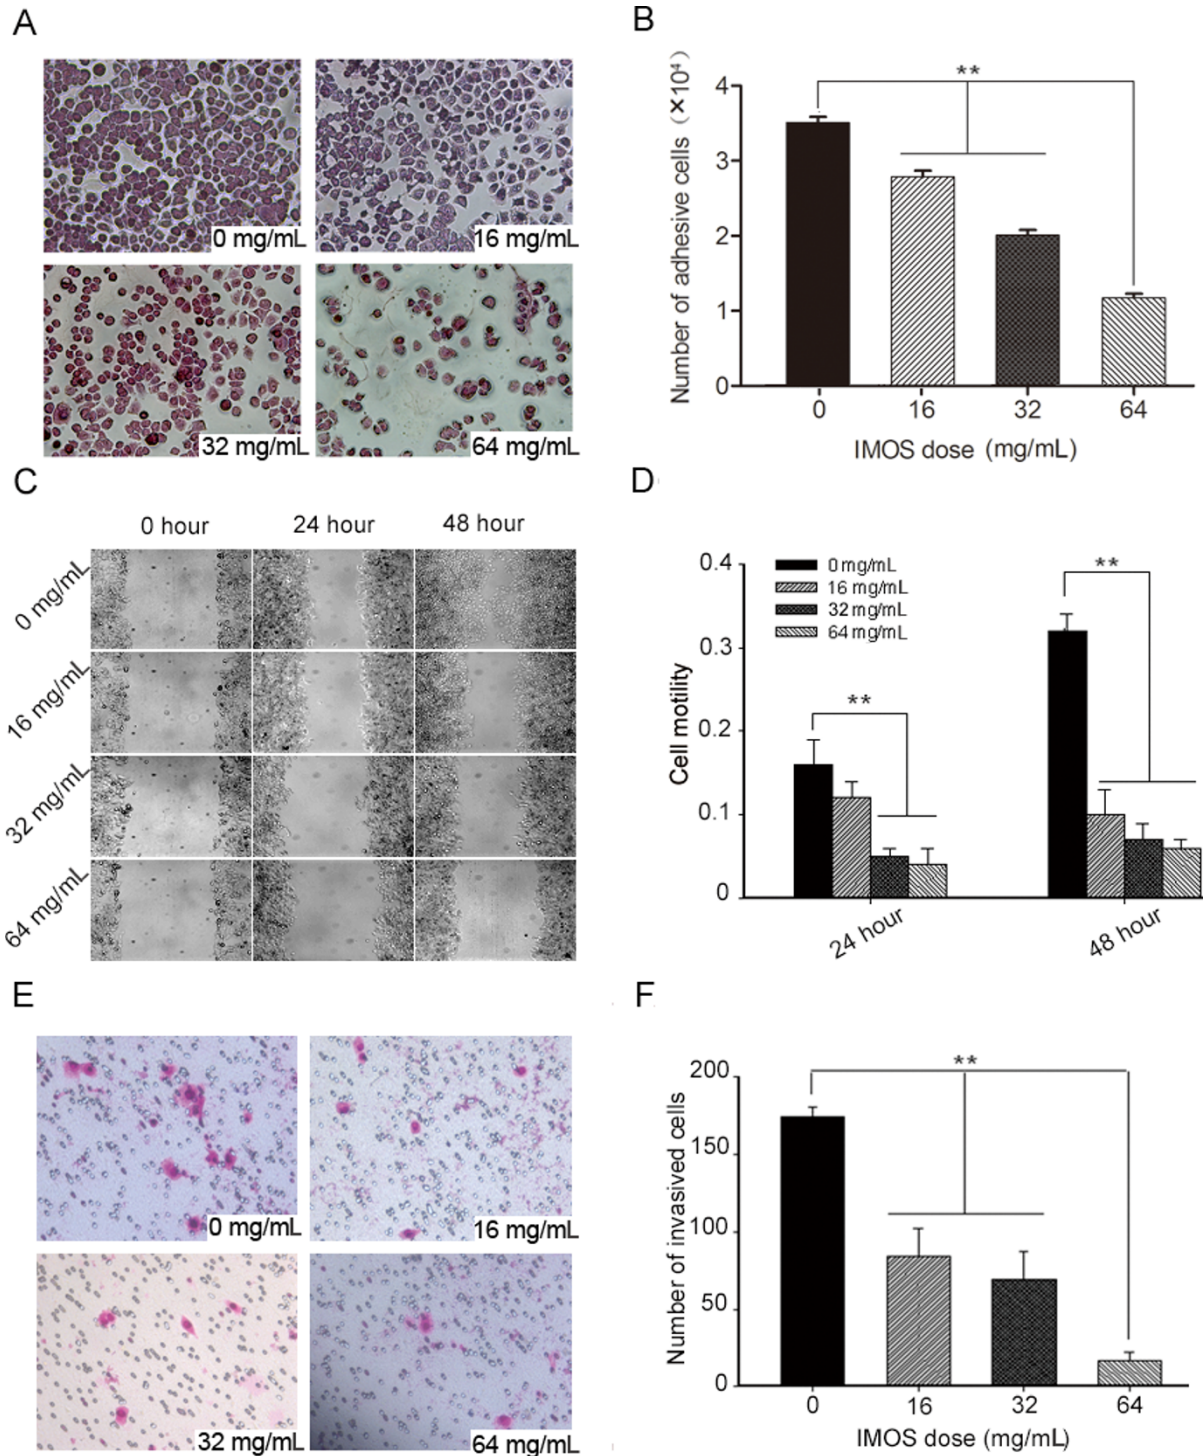 A
0 mg/mL
16 mg/mL
32 mg/mL
64 mg/mL
B
Number of adhesive cells (×10⁴)
4
3
2
1
0
**
0 16 32 64
IMOS dose (mg/mL)
C
0 hour 24 hour 48 hour
0 mg/mL
16 mg/mL
32 mg/mL
64 mg/mL
D
Cell motility
0.4
0.3
0.2
0.1
0
0 mg/mL
16 mg/mL
32 mg/mL
64 mg/mL
**
**
24 hour 48 hour
E
0 mg/mL
16 mg/mL
32 mg/mL
64 mg/mL
F
Number of invasived cells
200
150
100
50
0
**
0 16 32 64
IMOS dose (mg/mL)